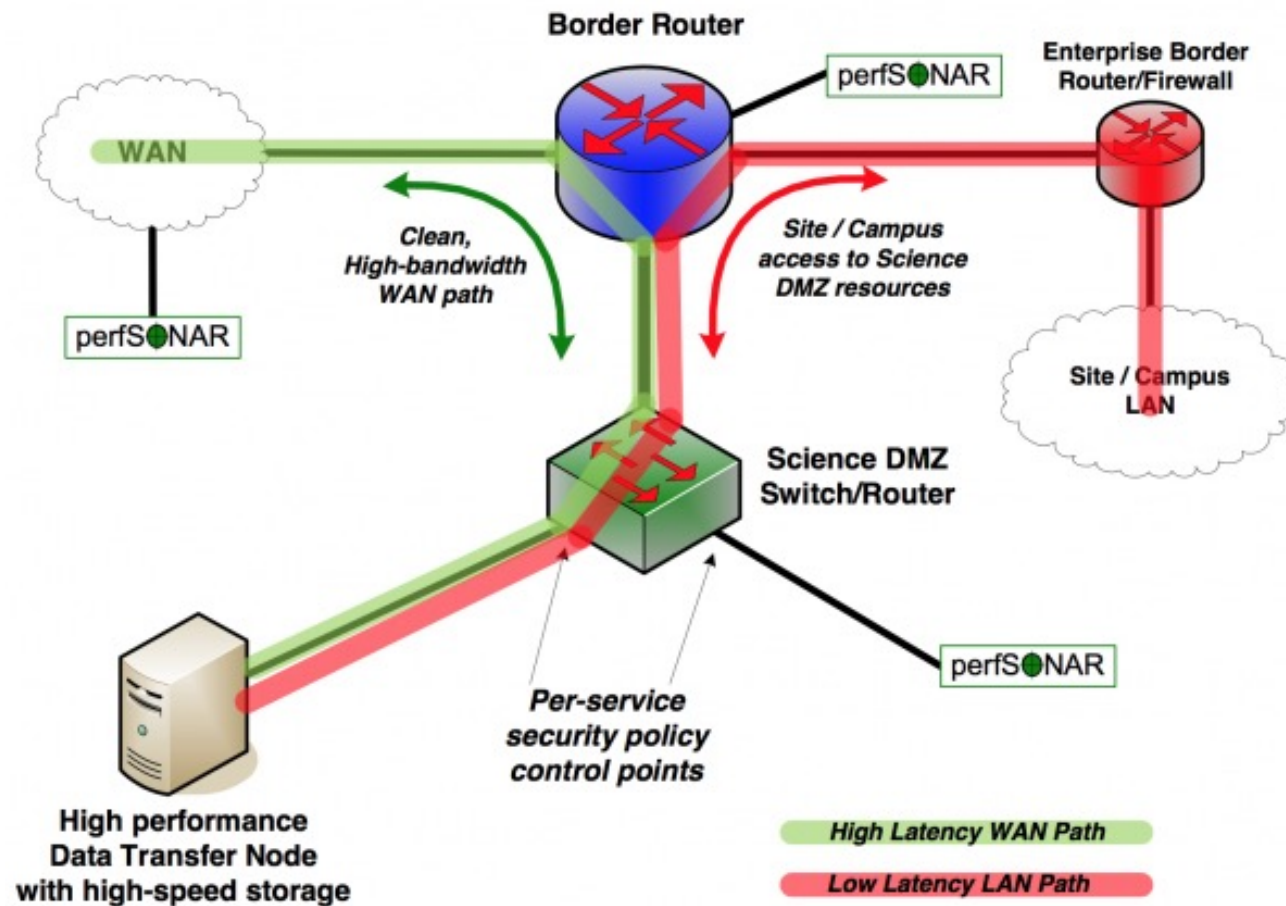 Border Router
perfSONAR
Enterprise Border
Router/Firewall
WAN
Clean,
High-bandwidth
WAN path
Site / Campus
access to Science
DMZ resources
perfSONAR
Site / Campus
LAN
Science DMZ
Switch/Router
perfSONAR
Per-service
security policy
control points
High performance
Data Transfer Node
with high-speed storage
High Latency WAN Path
Low Latency LAN Path